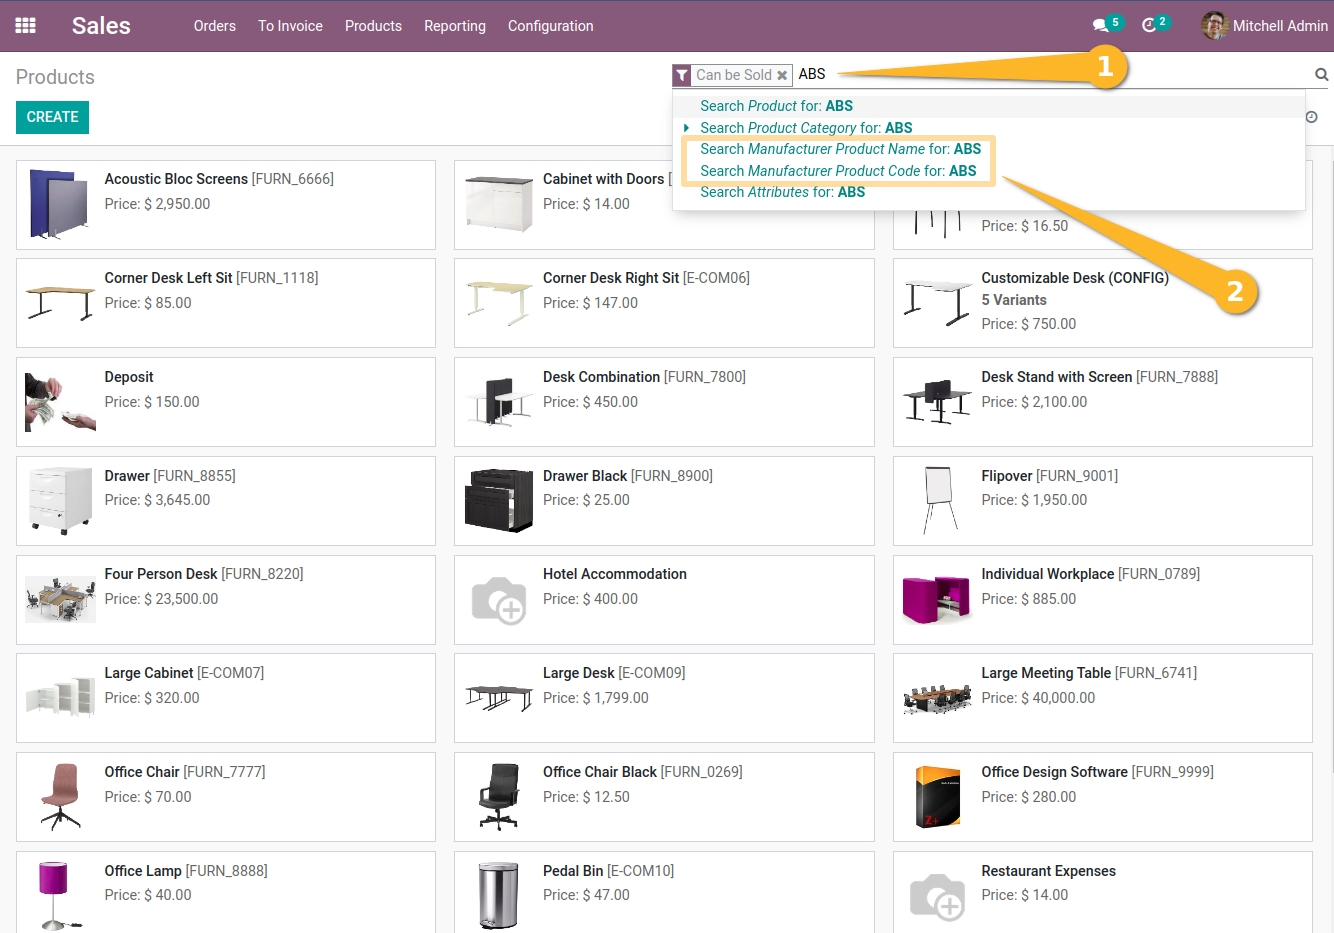 Sales Orders To Invoice Products Reporting Configuration 5 2 Mitchell Admin
Products
Can be Sold ABS
1
CREATE
Search Product for: ABS
Search Product Category for: ABS
Search Manufacturer Product Name for: ABS
Search Manufacturer Product Code for: ABS
Search Attributes for: ABS
2
Acoustic Bloc Screens [FURN_6666]
Price: $ 2,950.00
Cabinet with Doors [
Price: $ 14.00
Price: $ 16.50
Corner Desk Left Sit [FURN_1118]
Price: $ 85.00
Corner Desk Right Sit [E-COM06]
Price: $ 147.00
Customizable Desk (CONFIG)
5 Variants
Price: $ 750.00
Deposit
Price: $ 150.00
Desk Combination [FURN_7800]
Price: $ 450.00
Desk Stand with Screen [FURN_7888]
Price: $ 2,100.00
Drawer [FURN_8855]
Price: $ 3,645.00
Drawer Black [FURN_8900]
Price: $ 25.00
Flipover [FURN_9001]
Price: $ 1,950.00
Four Person Desk [FURN_8220]
Price: $ 23,500.00
Hotel Accommodation
Price: $ 400.00
Individual Workplace [FURN_0789]
Price: $ 885.00
Large Cabinet [E-COM07]
Price: $ 320.00
Large Desk [E-COM09]
Price: $ 1,799.00
Large Meeting Table [FURN_6741]
Price: $ 40,000.00
Office Chair [FURN_7777]
Price: $ 70.00
Office Chair Black [FURN_0269]
Price: $ 12.50
Office Design Software [FURN_9999]
Price: $ 280.00
Z+
Office Lamp [FURN_8888]
Price: $ 40.00
Pedal Bin [E-COM10]
Price: $ 47.00
Restaurant Expenses
Price: $ 14.00